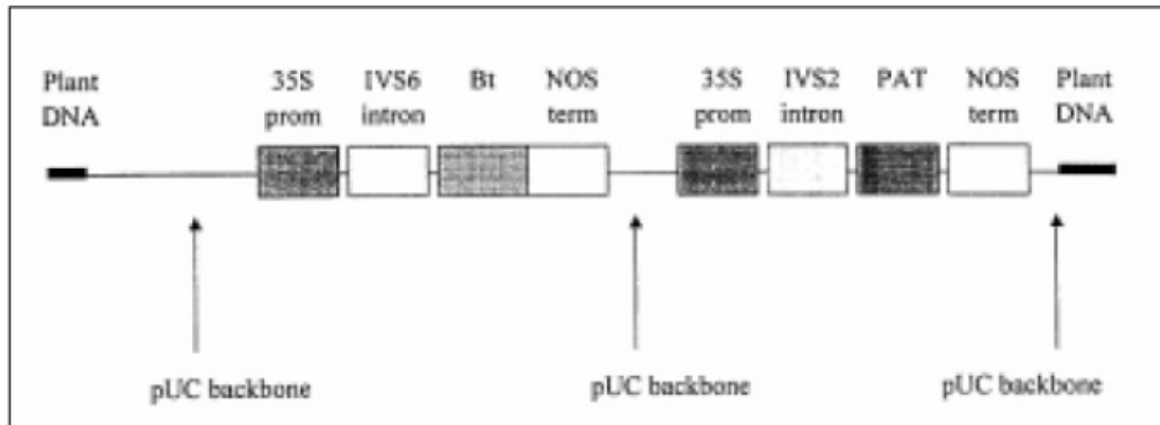 Plant 35S IVS6 Bt NOS 35S IVS2 PAT NOS Plant
DNA prom intron term prom intron term DNA
pUC backbone pUC backbone pUC backbone